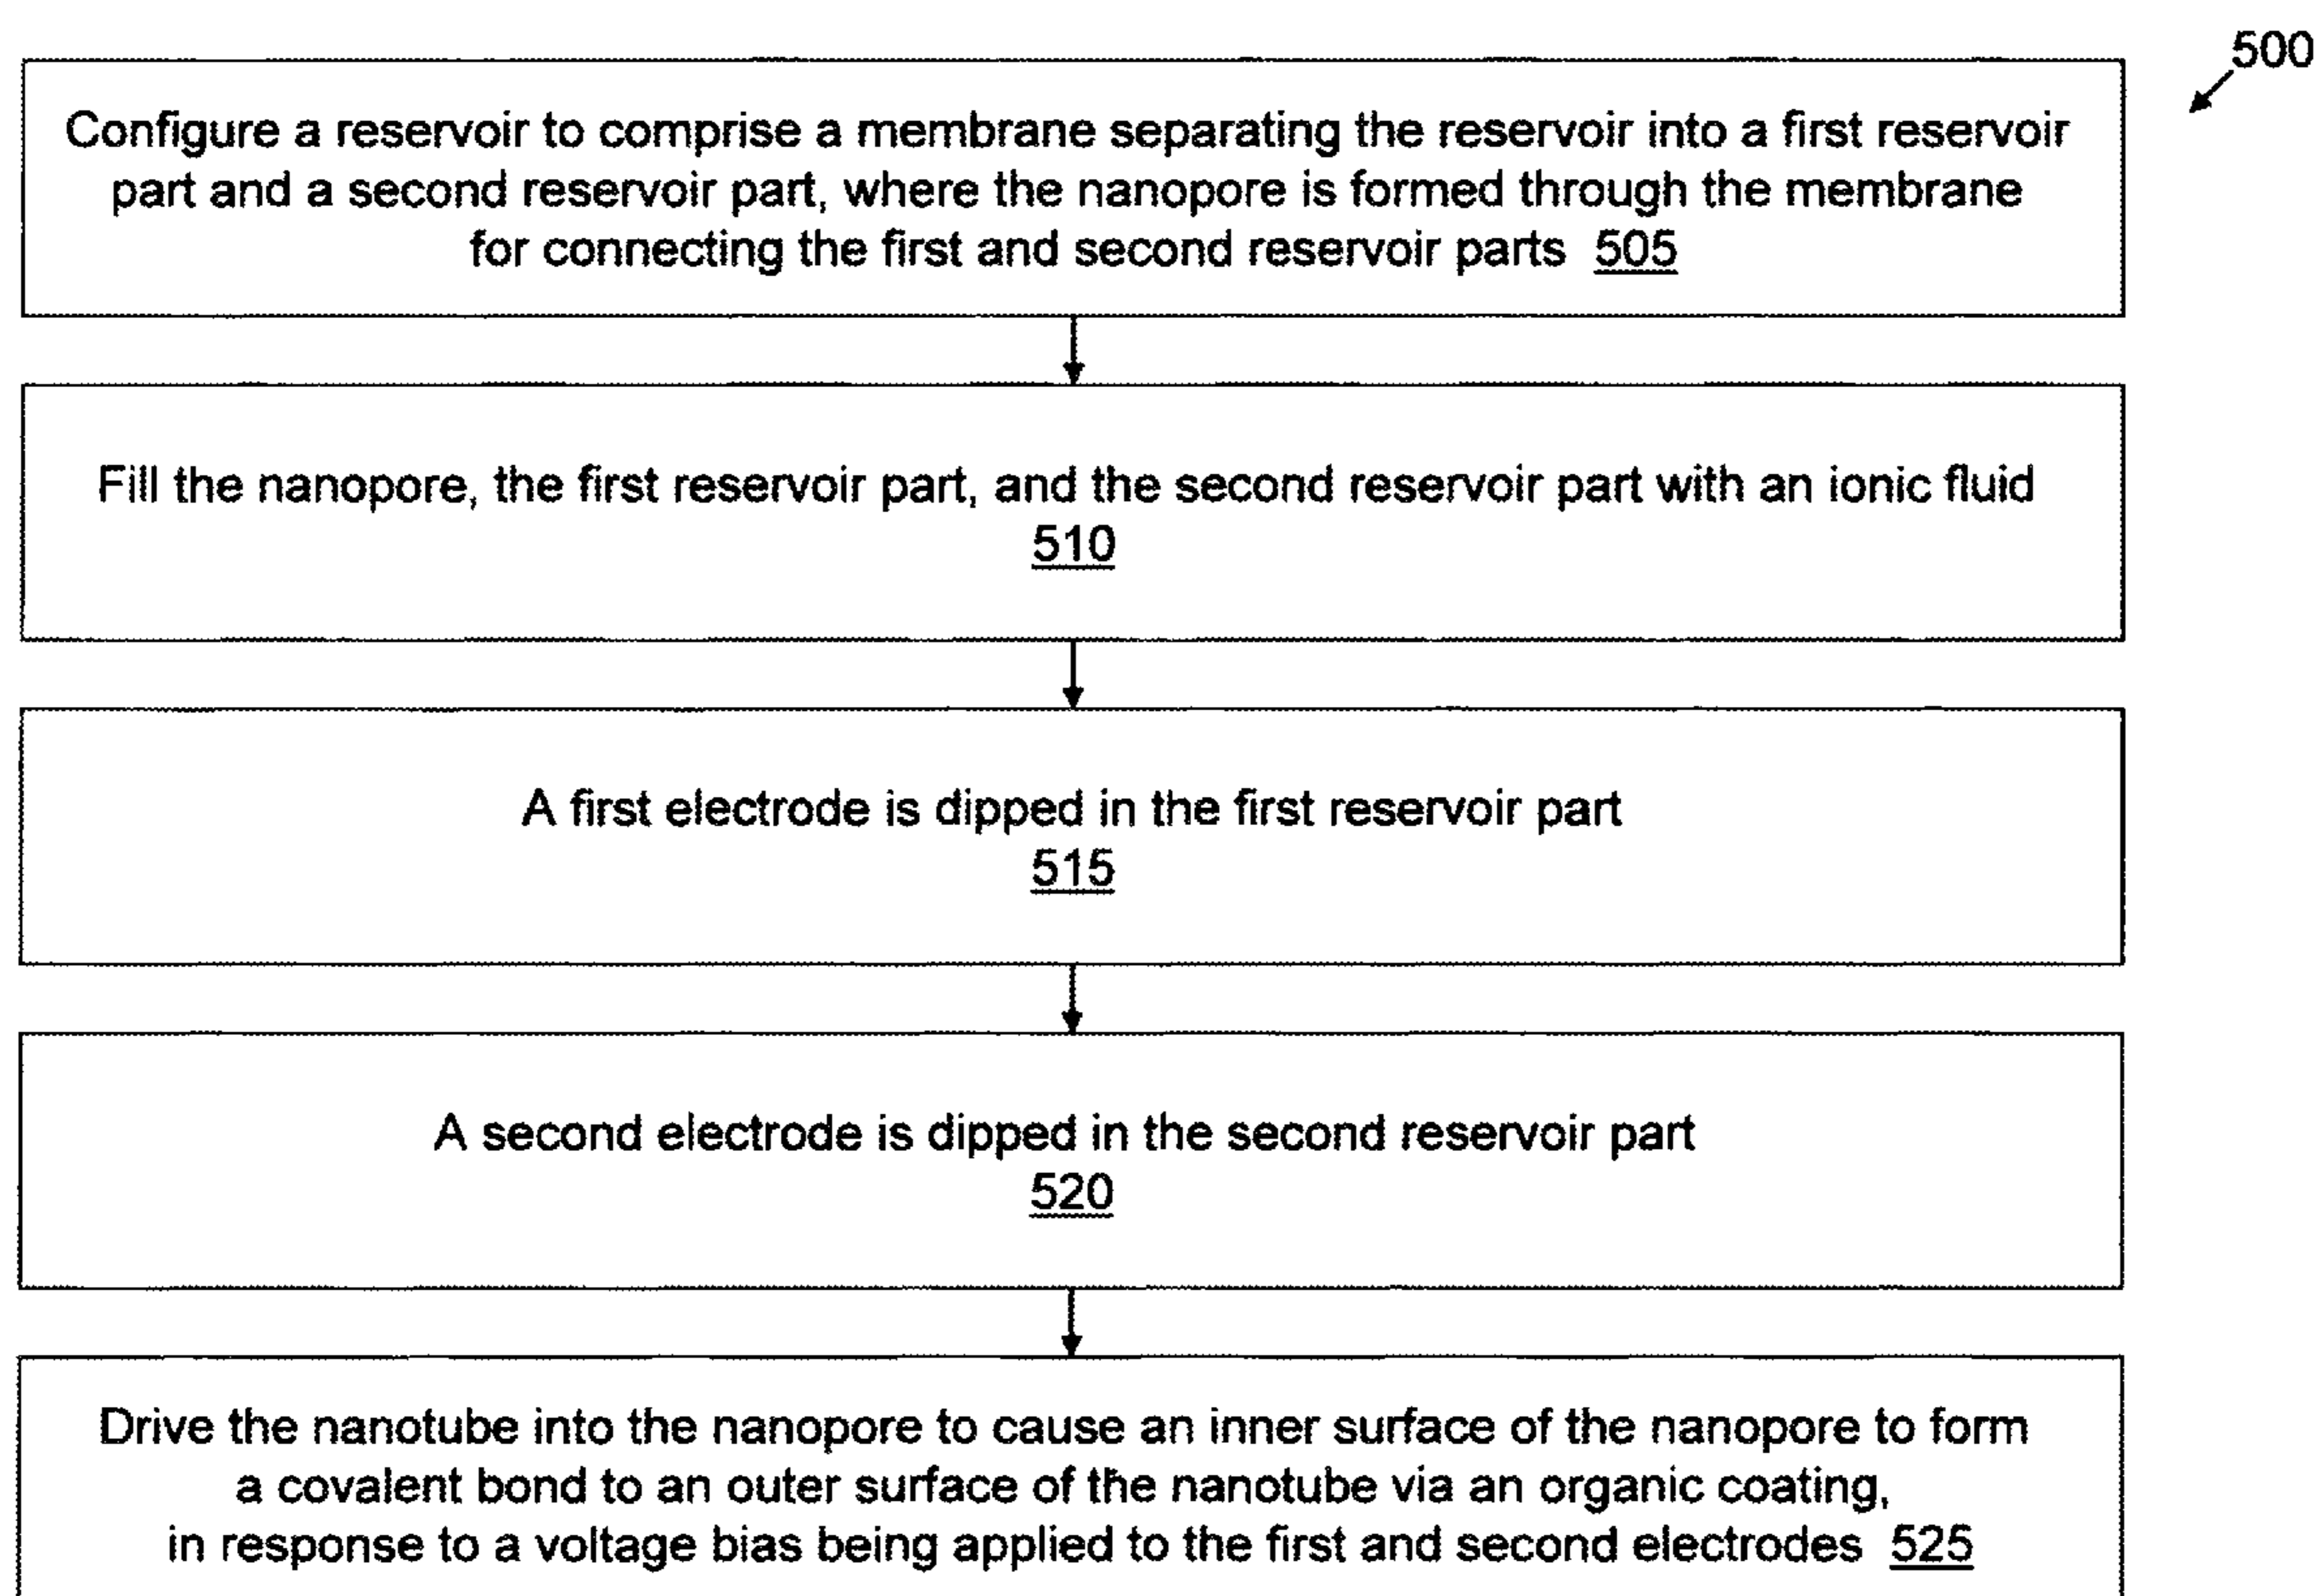 500
Configure a reservoir to comprise a membrane separating the reservoir into a first reservoir
part and a second reservoir part, where the nanopore is formed through the membrane
for connecting the first and second reservoir parts 505
Fill the nanopore, the first reservoir part, and the second reservoir part with an ionic fluid
510
A first electrode is dipped in the first reservoir part
515
A second electrode is dipped in the second reservoir part
520
Drive the nanotube into the nanopore to cause an inner surface of the nanopore to form
a covalent bond to an outer surface of the nanotube via an organic coating,
in response to a voltage bias being applied to the first and second electrodes 525